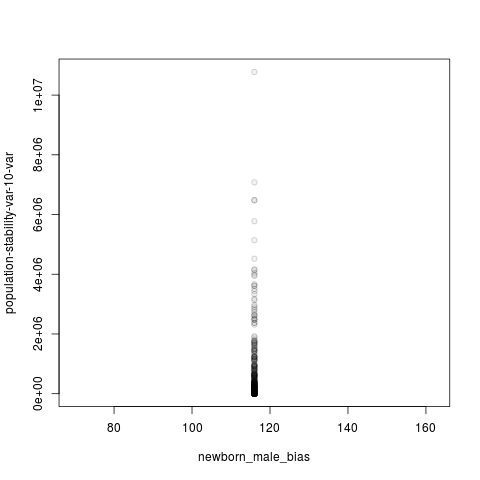 population-stability-var-10-var
1e+07
8e+06
6e+06
4e+06
2e+06
0e+00
80
100
120
140
160
newborn_male_bias